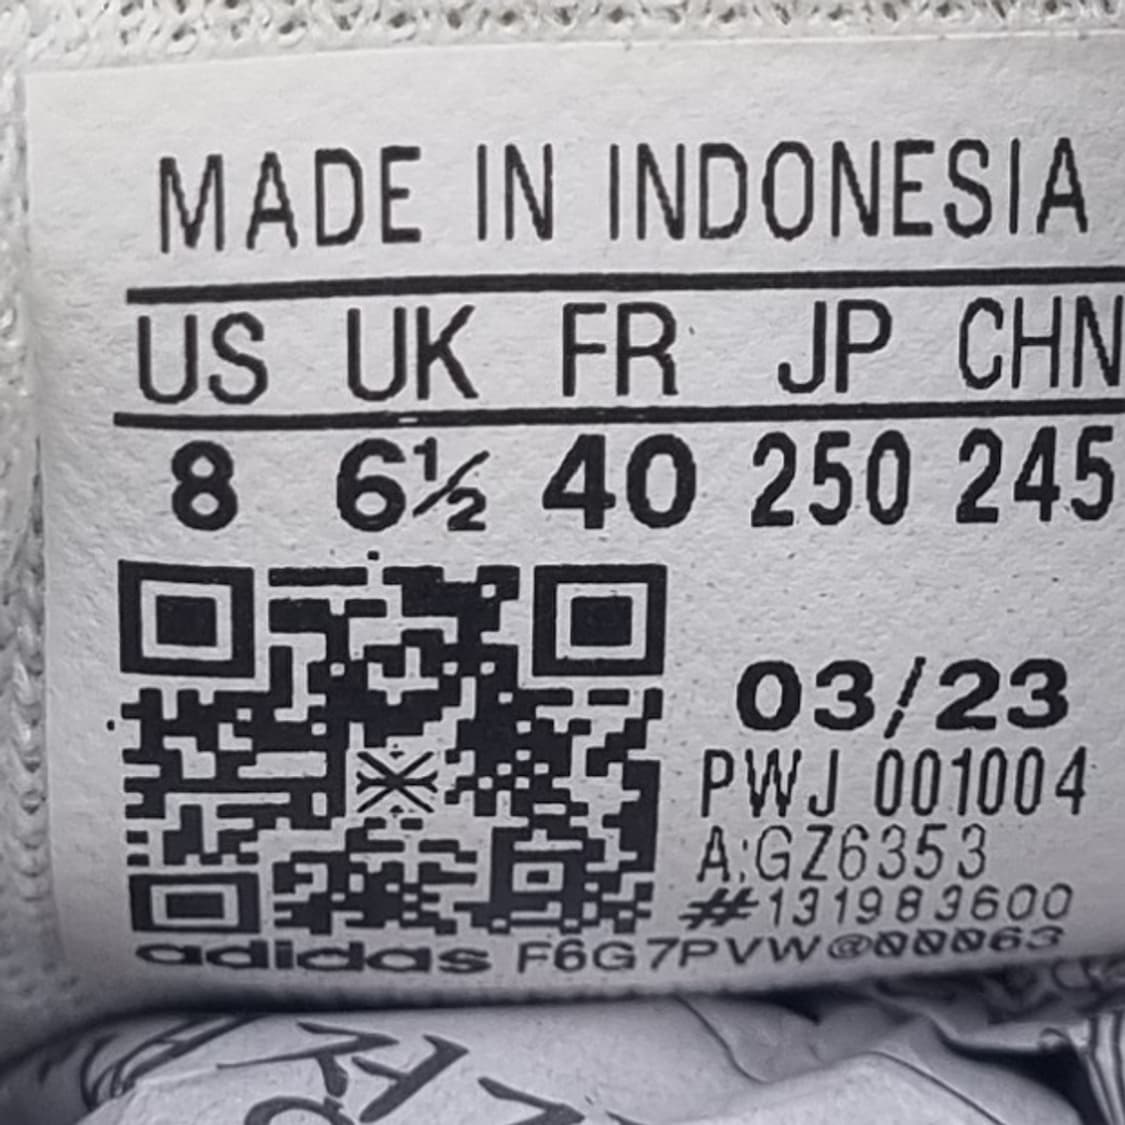 MADE IN INDONESIA
US UK FR JP CHN
8 6½ 40 250 245
03/23
PWJ 001004
A:GZ6353
#131983600
adidas F6G7PVW@00063